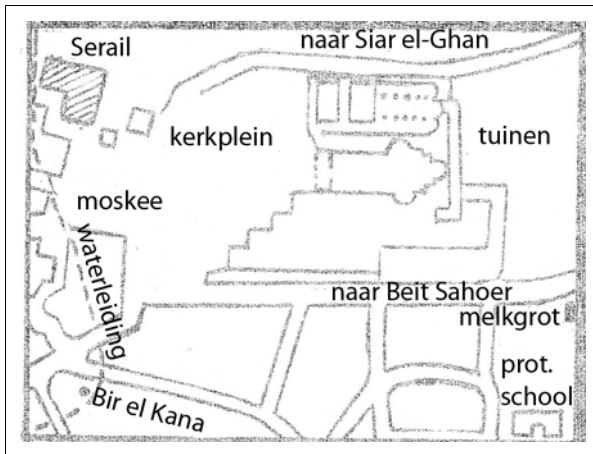 Serail
naar Siar el-Ghan
kerkplein
tuinen
moskee
waterleiding
naar Beit Sahoer
melkgrot
prot.
school
Bir el Kana